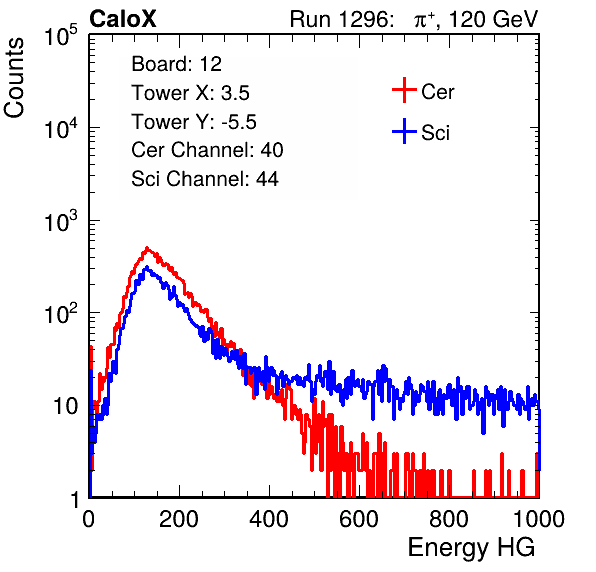 CaloX Run 1296: π⁺, 120 GeV
Counts
10⁵
10⁴
10³
10²
10
1
Board: 12
Tower X: 3.5
Tower Y: -5.5
Cer Channel: 40
Sci Channel: 44
Cer
Sci
0 200 400 600 800 1000
Energy HG